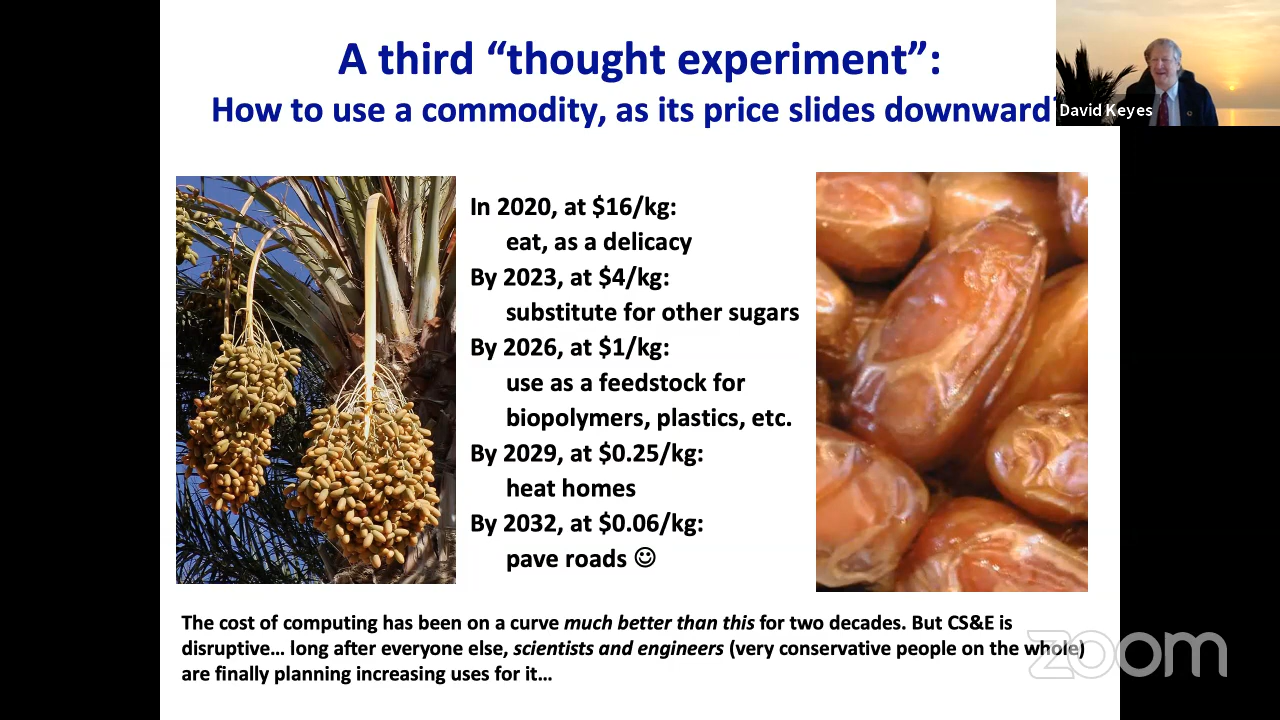 A third “thought experiment”:
How to use a commodity, as its price slides downward?
David Keyes
In 2020, at $16/kg:
eat, as a delicacy
By 2023, at $4/kg:
substitute for other sugars
By 2026, at $1/kg:
use as a feedstock for
biopolymers, plastics, etc.
By 2029, at $0.25/kg:
heat homes
By 2032, at $0.06/kg:
pave roads ☺
The cost of computing has been on a curve much better than this for two decades. But CS&E is
disruptive… long after everyone else, scientists and engineers (very conservative people on the whole)
are finally planning increasing uses for it…
zoom